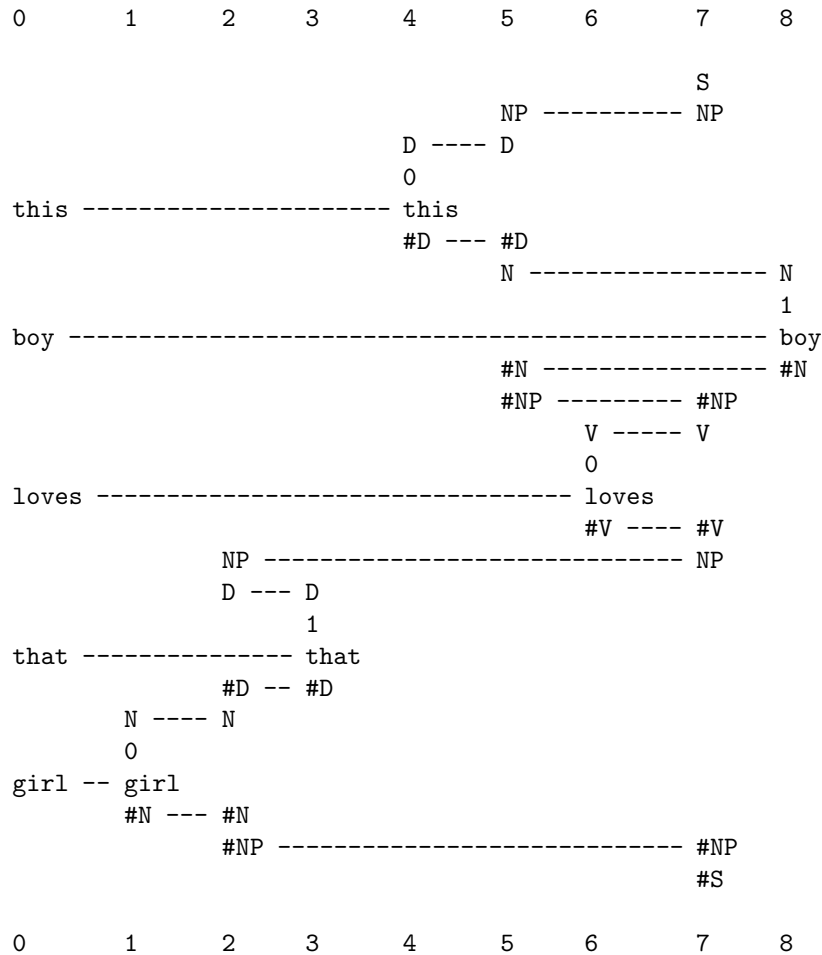 0 1 2 3 4 5 6 7 8
S
NP ---------- NP
D ---- D
0
this ---------------------- this
#D --- #D
N ----------------- N
1
boy -------------------------------------------------- boy
#N ---------------- #N
#NP --------- #NP
V ----- V
0
loves ---------------------------------- loves
#V ---- #V
NP ------------------------------ NP
D --- D
1
that --------------- that
#D -- #D
N ---- N
0
girl -- girl
#N --- #N
#NP ----------------------------- #NP
#S
0 1 2 3 4 5 6 7 8